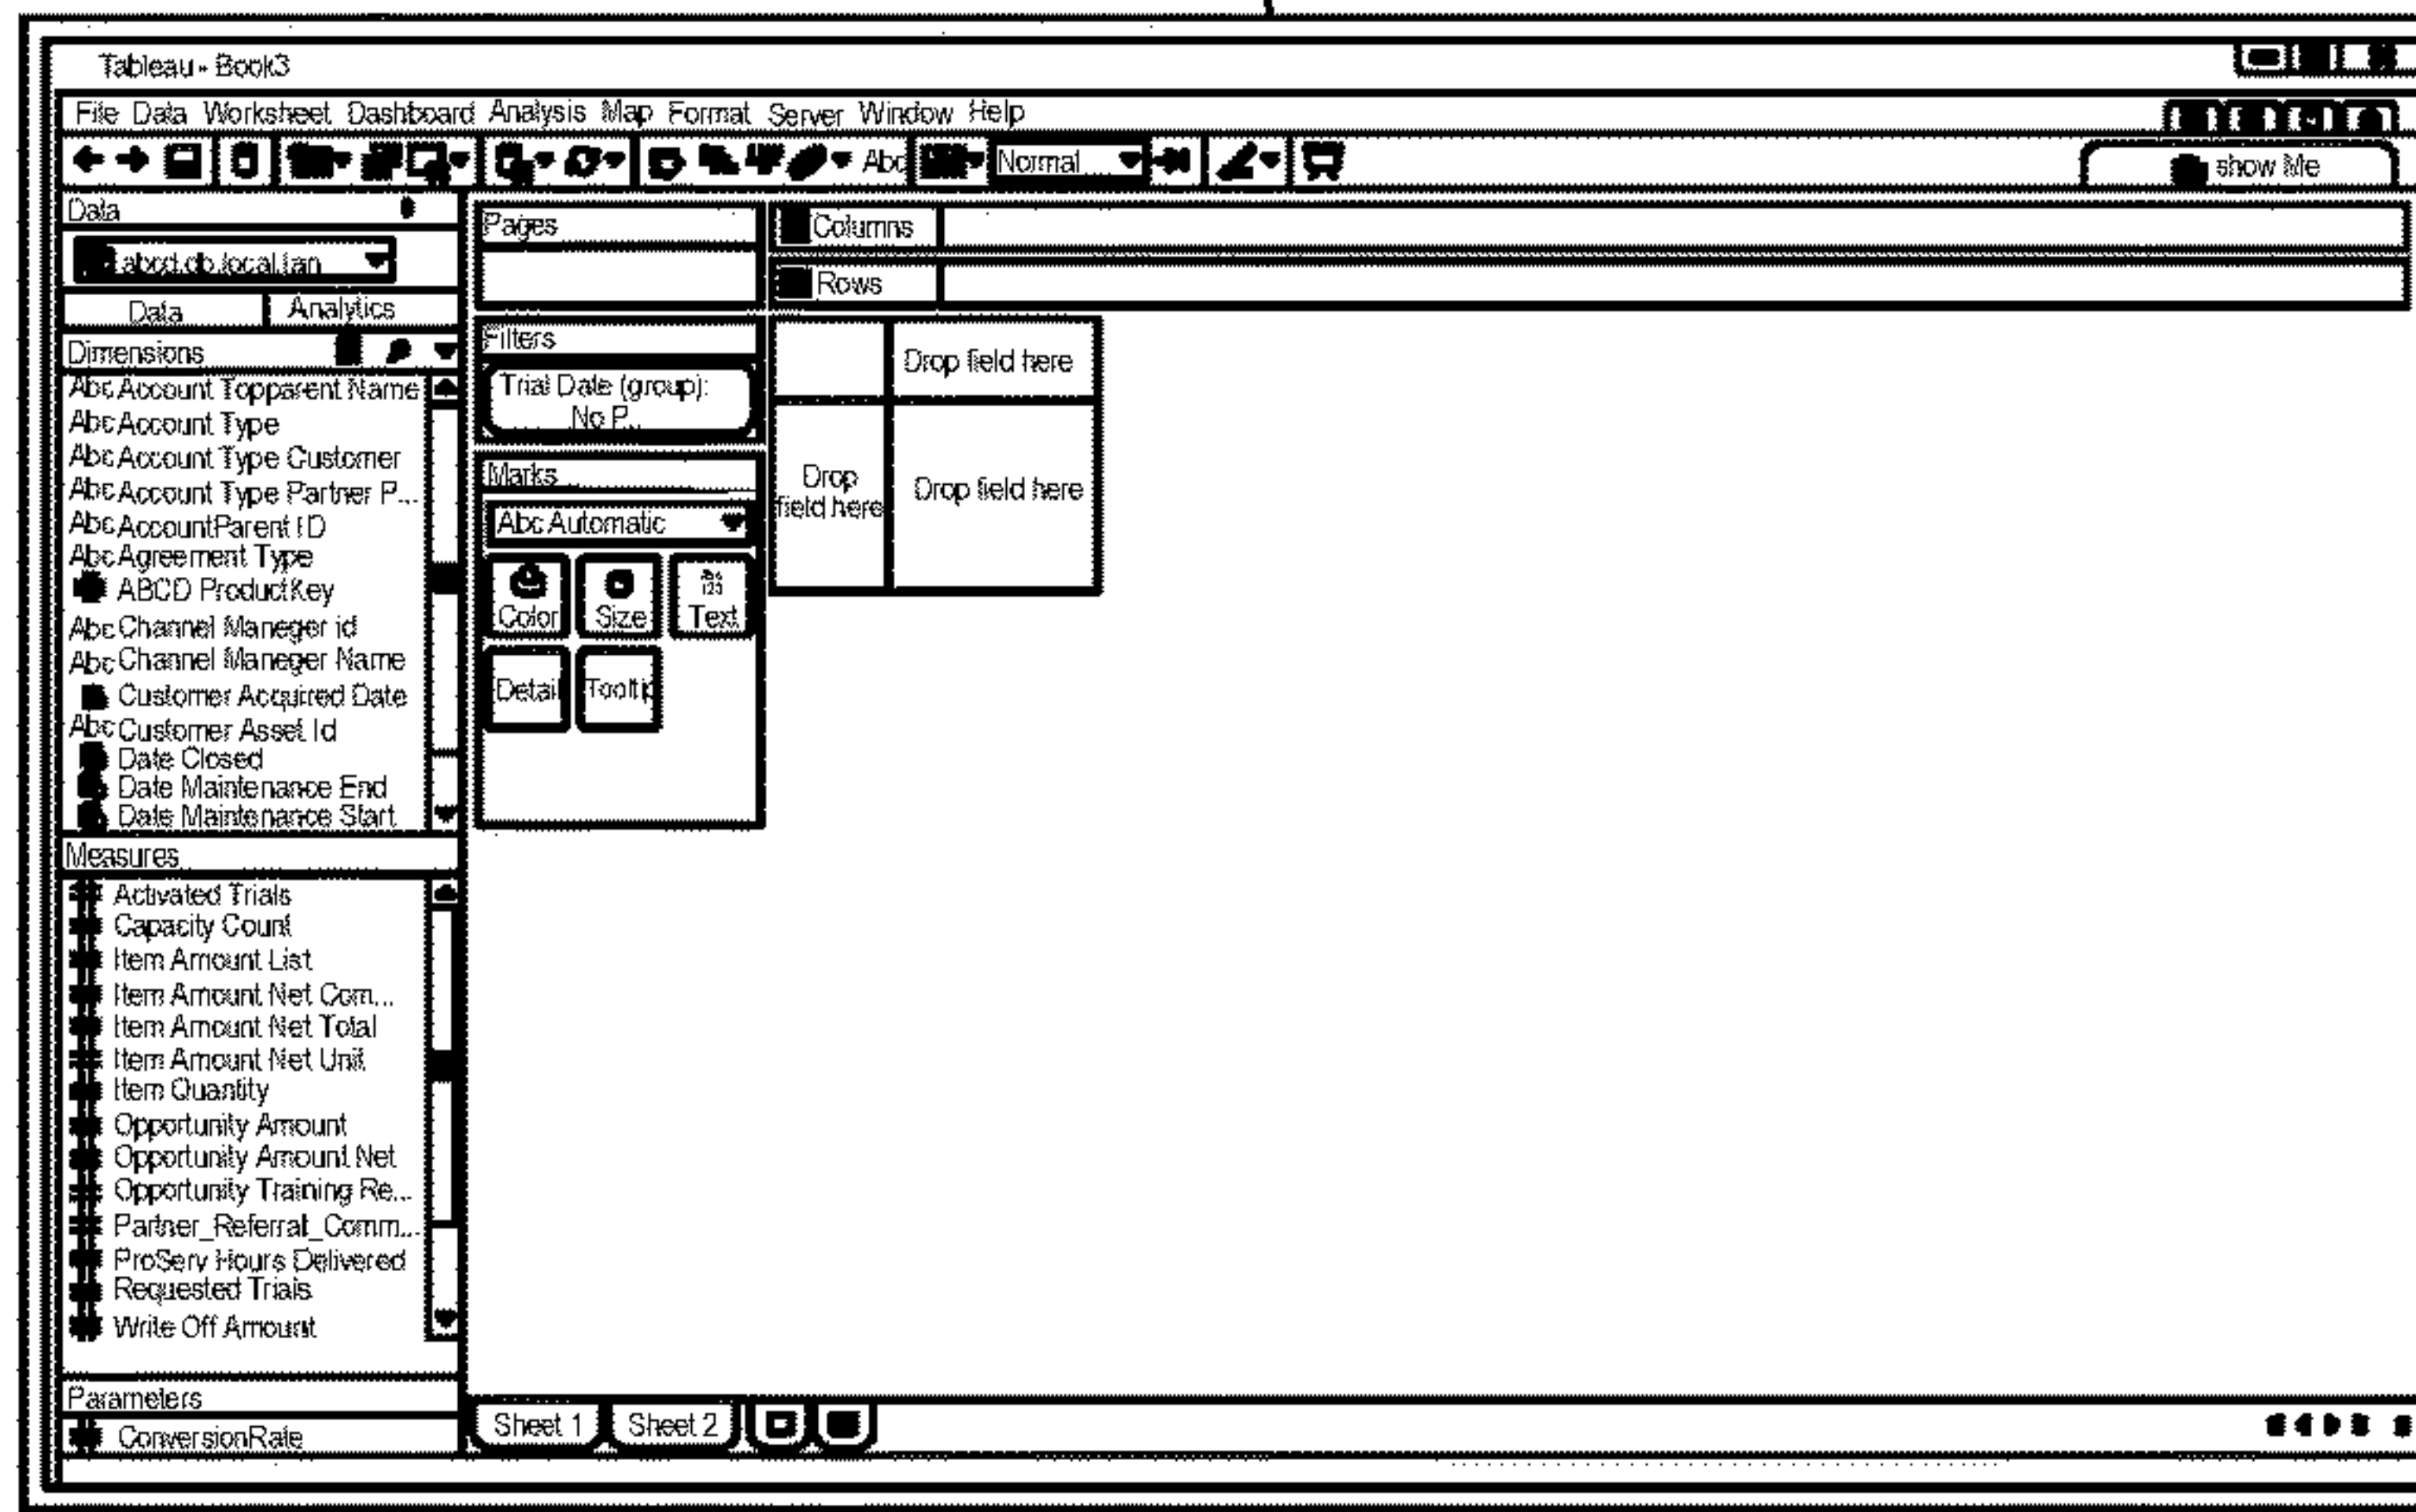 Tableau - Book3
File Data Worksheet Dashboard Analysis Map Format Server Window Help
Abc Normal
show Me
Data
abcd.db.local.lan
Data Analytics
Dimensions
Abc Account Topparent Name
Abc Account Type
Abc Account Type Customer
Abc Account Type Partner P...
Abc AccountParent ID
Abc Agreement Type
ABCD ProductKey
Abc Channel Maneger id
Abc Channel Maneger Name
Customer Acquired Date
Abc Customer Asset Id
Date Closed
Date Maintenance End
Date Maintenance Start
Measures
# Activated Trials
# Capacity Count
# Item Amount List
# Item Amount Net Com...
# Item Amount Net Total
# Item Amount Net Unit
# Item Quantity
# Opportunity Amount
# Opportunity Amount Net
# Opportunity Training Re...
# Partner_Referral_Comm...
# ProServ Hours Delivered
# Requested Trials
# Write Off Amount
Parameters
# ConversionRate
Pages
Filters
Trial Date (group):
No P...
Marks
Abc Automatic
Color
Size
Abc
123
Text
Detail
Tooltip
Columns
Rows
Drop field here
Drop
field here
Drop field here
Sheet 1
Sheet 2